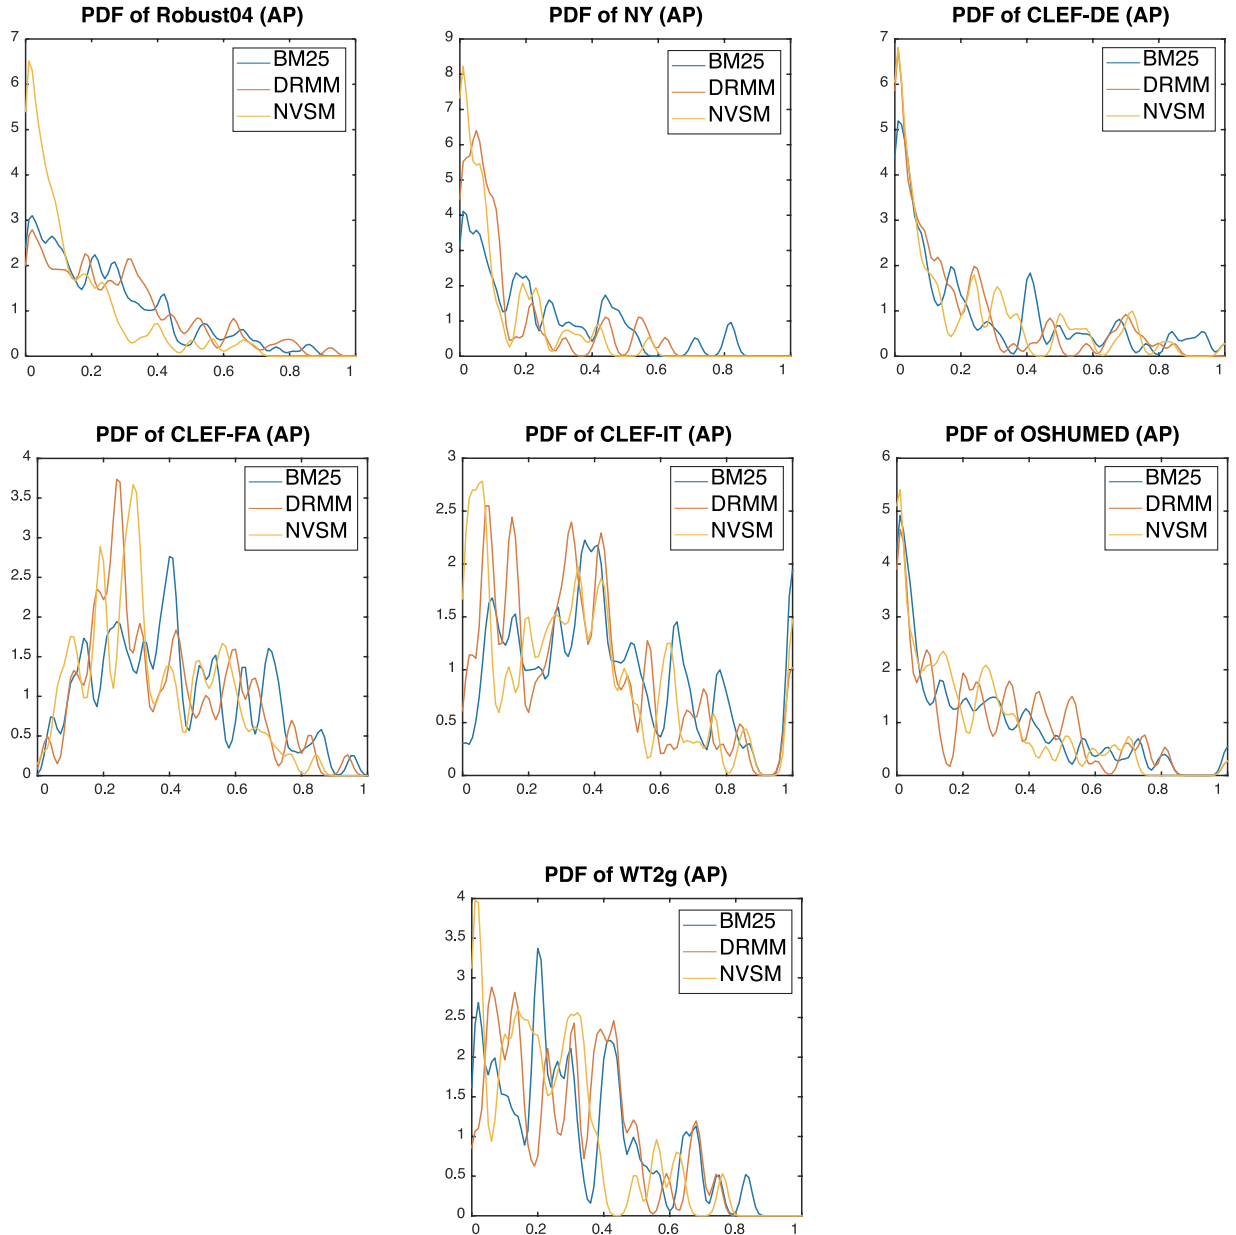 PDF of Robust04 (AP)
7
6
5
4
3
2
1
0
0 0.2 0.4 0.6 0.8 1
BM25
DRMM
NVSM
PDF of NY (AP)
9
8
7
6
5
4
3
2
1
0
0 0.2 0.4 0.6 0.8 1
BM25
DRMM
NVSM
PDF of CLEF-DE (AP)
7
6
5
4
3
2
1
0
0 0.2 0.4 0.6 0.8 1
BM25
DRMM
NVSM
PDF of CLEF-FA (AP)
4
3.5
3
2.5
2
1.5
1
0.5
0
0 0.2 0.4 0.6 0.8 1
BM25
DRMM
NVSM
PDF of CLEF-IT (AP)
3
2.5
2
1.5
1
0.5
0
0 0.2 0.4 0.6 0.8 1
BM25
DRMM
NVSM
PDF of OSHUMED (AP)
6
5
4
3
2
1
0
0 0.2 0.4 0.6 0.8 1
BM25
DRMM
NVSM
PDF of WT2g (AP)
4
3.5
3
2.5
2
1.5
1
0.5
0
0 0.2 0.4 0.6 0.8 1
BM25
DRMM
NVSM